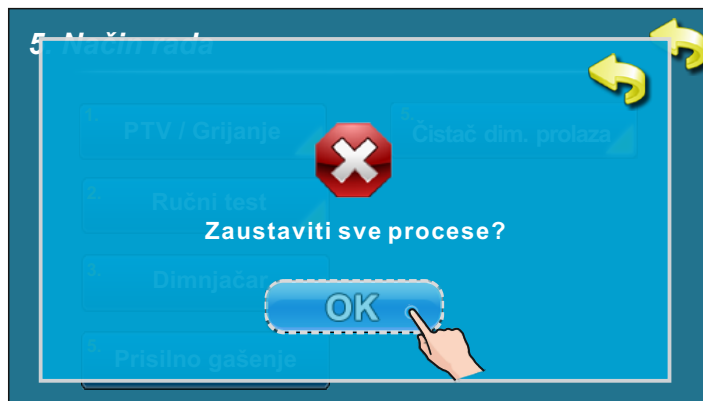 5. Način rada
1.
PTV / Grijanje
5.
Čistač dim. prolaza
2.
Ručni test
Zaustaviti sve procese?
3.
Dimnjačar
OK
5.
Prisilno gašenje